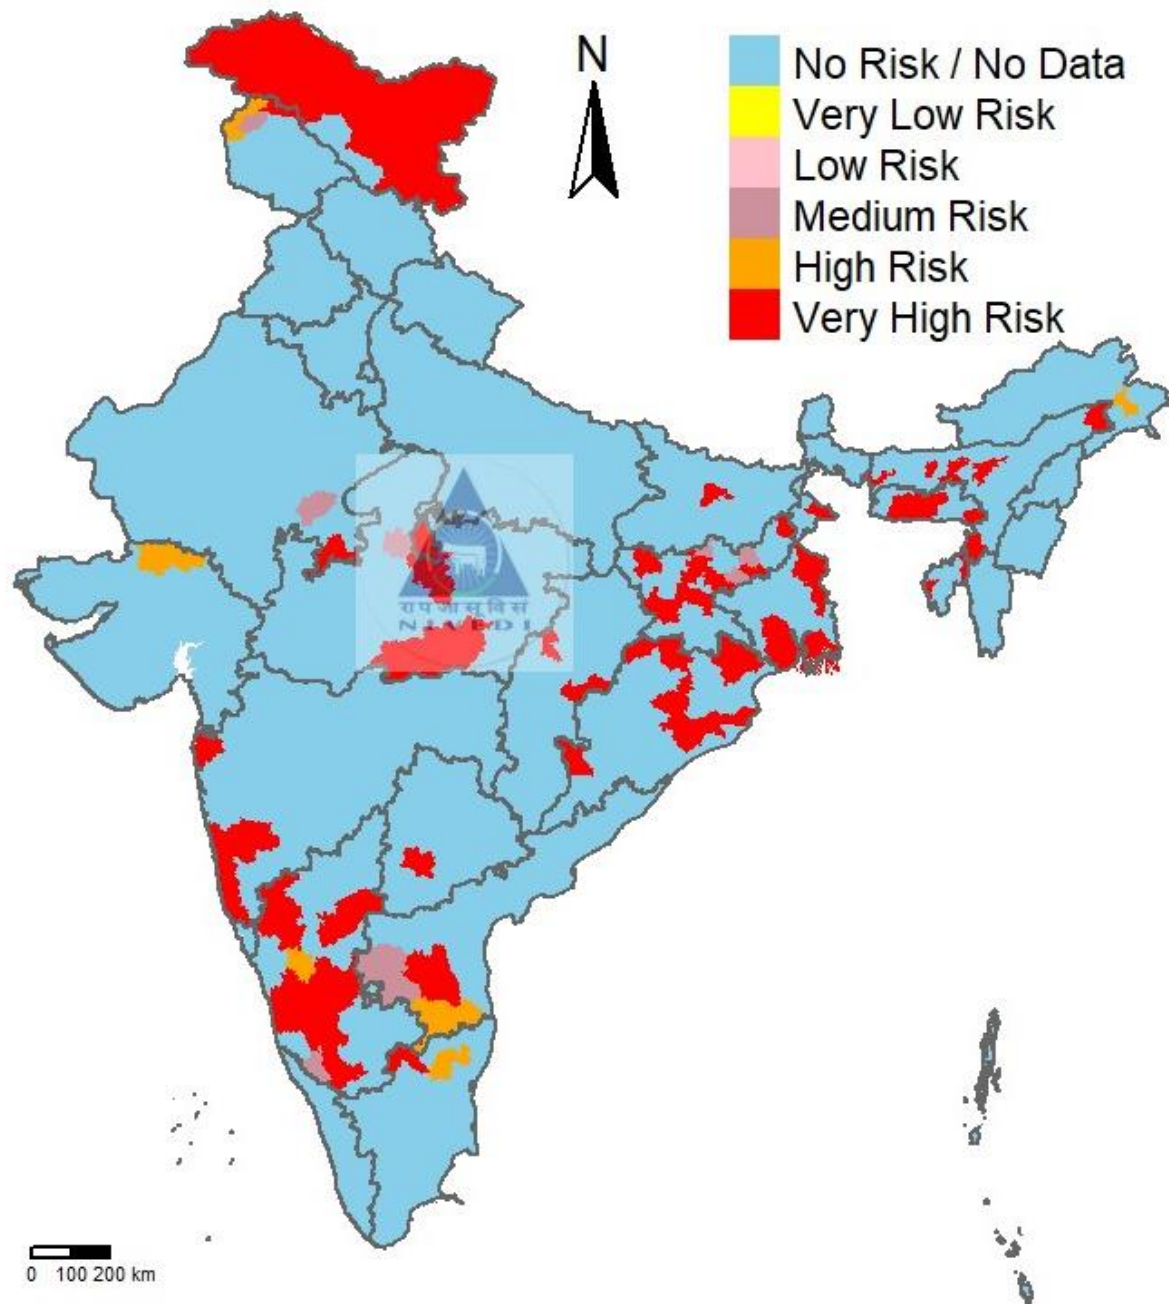 N
No Risk / No Data
Very Low Risk
Low Risk
Medium Risk
High Risk
Very High Risk
रा प जा सू वि सं
NIVEDI
0 100 200 km